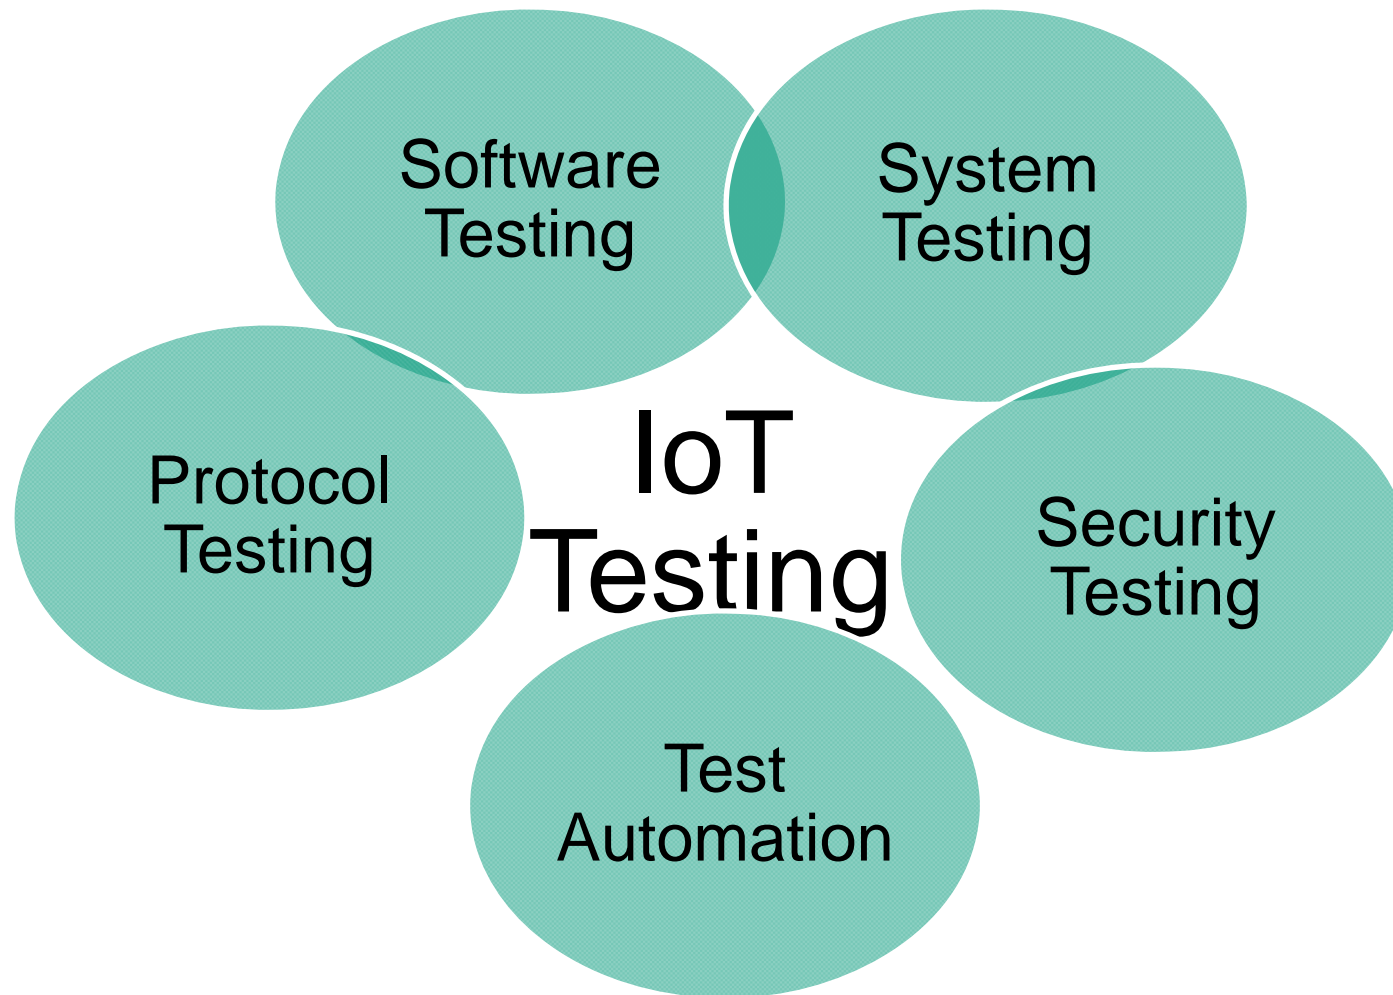 Software
Testing
System
Testing
Protocol
Testing
IoT
Testing
Security
Testing
Test
Automation